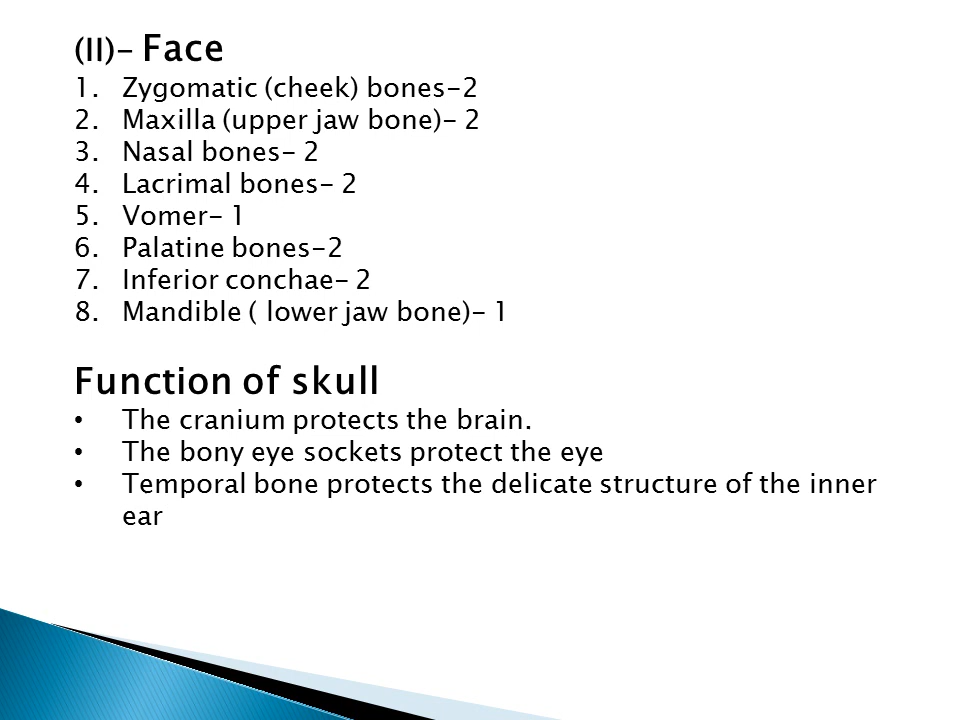 (II)- Face
1. Zygomatic (cheek) bones-2
2. Maxilla (upper jaw bone)- 2
3. Nasal bones- 2
4. Lacrimal bones- 2
5. Vomer- 1
6. Palatine bones-2
7. Inferior conchae- 2
8. Mandible ( lower jaw bone)- 1
Function of skull
• The cranium protects the brain.
• The bony eye sockets protect the eye
• Temporal bone protects the delicate structure of the inner
ear